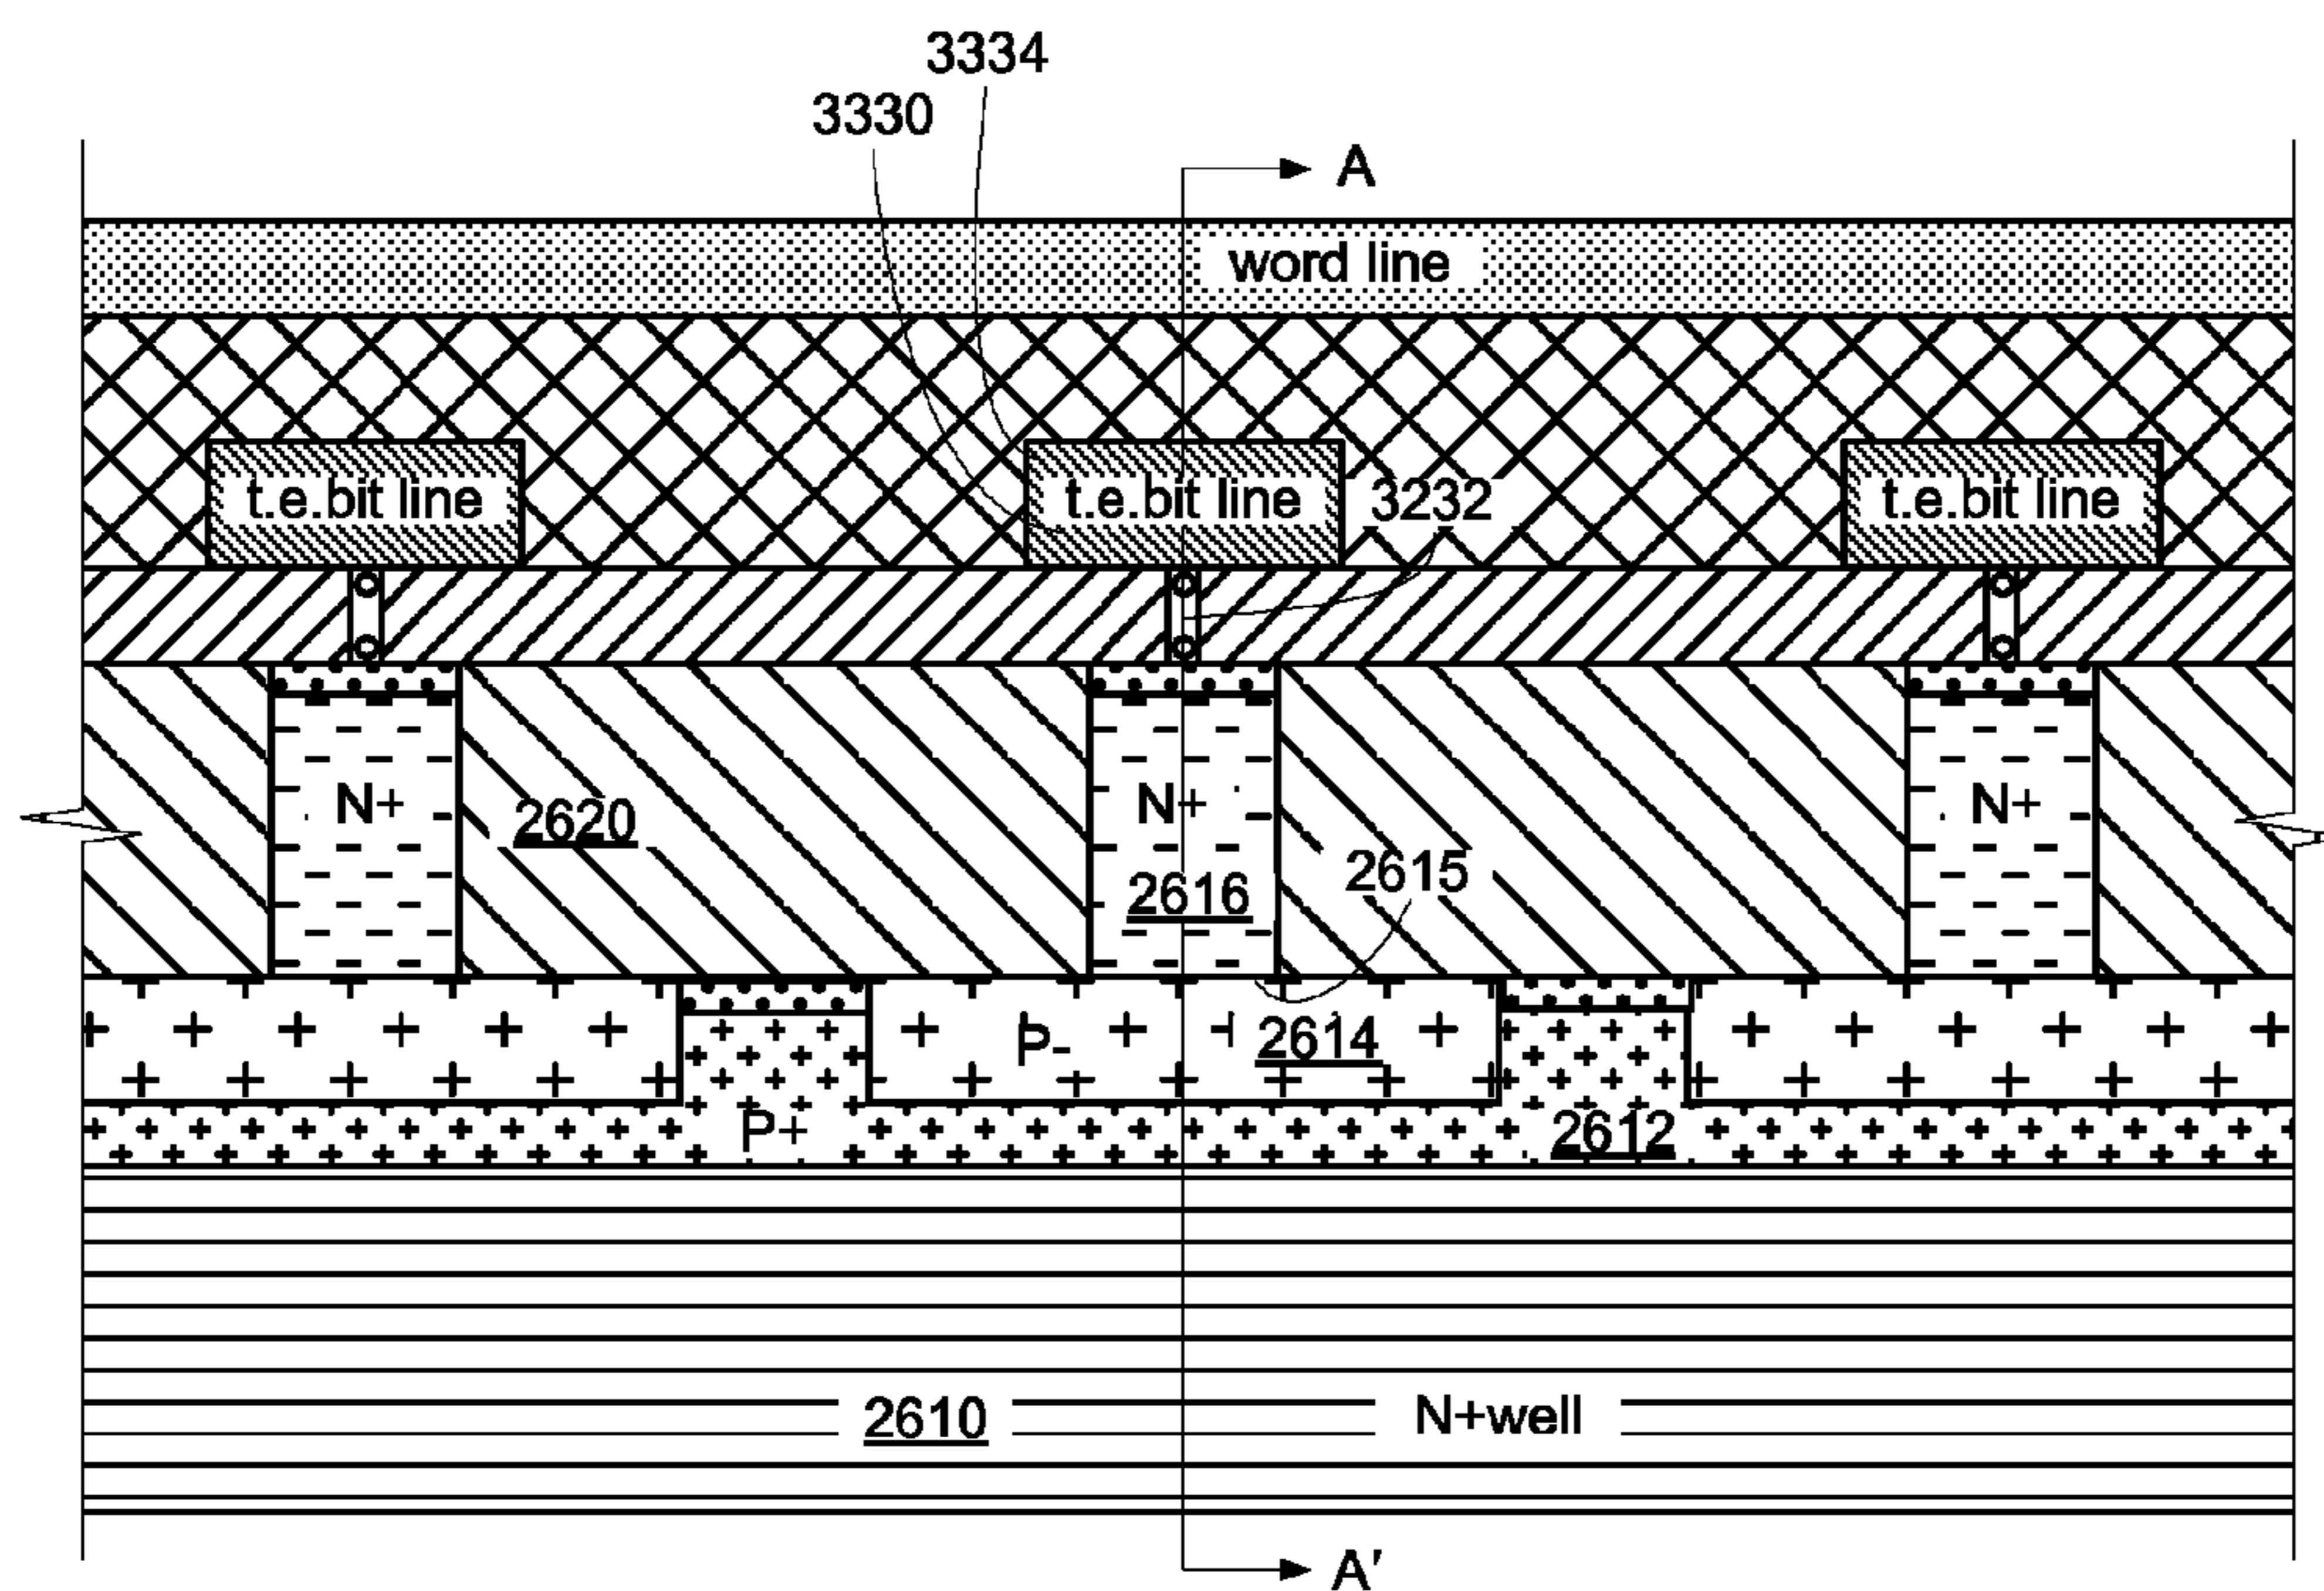 3334
3330
A
word line
t.e.bit line
t.e.bit line
t.e.bit line
3232
N+
N+
N+
2620
2615
2616
P-
2614
P+
2612
2610
N+well
A'